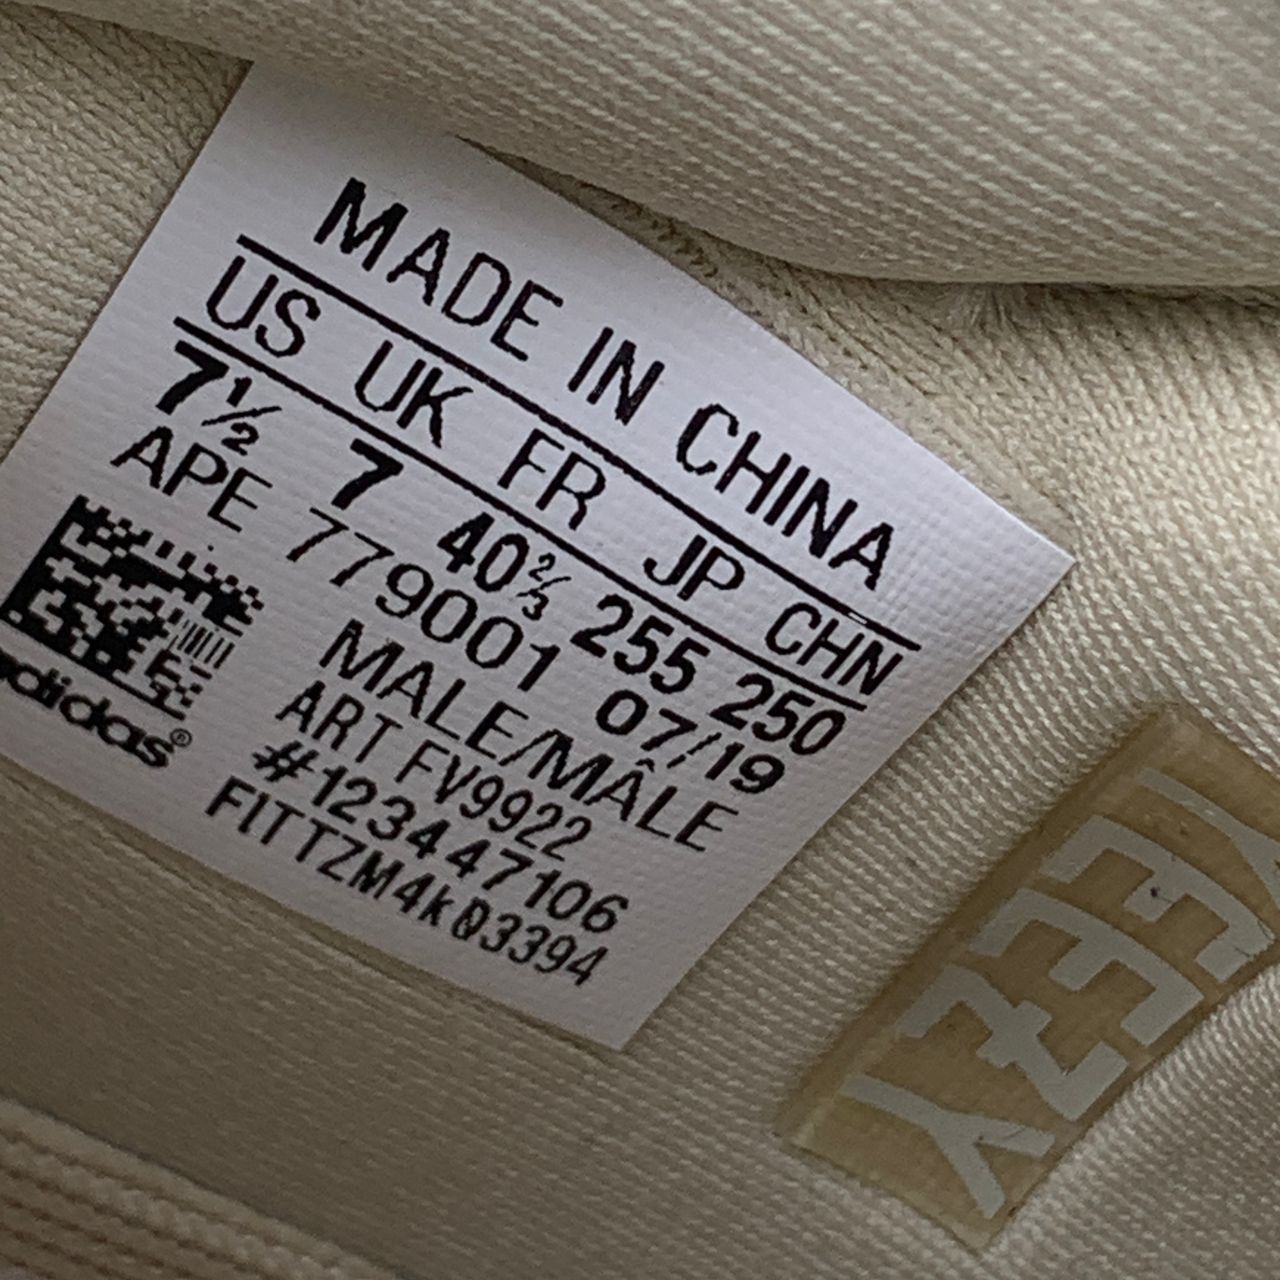 MADE IN CHINA
US UK FR JP CHN
7½ 7 40⅔ 255 250
APE 779001 07/19
MALE/MÂLE
ART FV9922
#123447106
FITTZM4K03394
adidas®
YEEZY